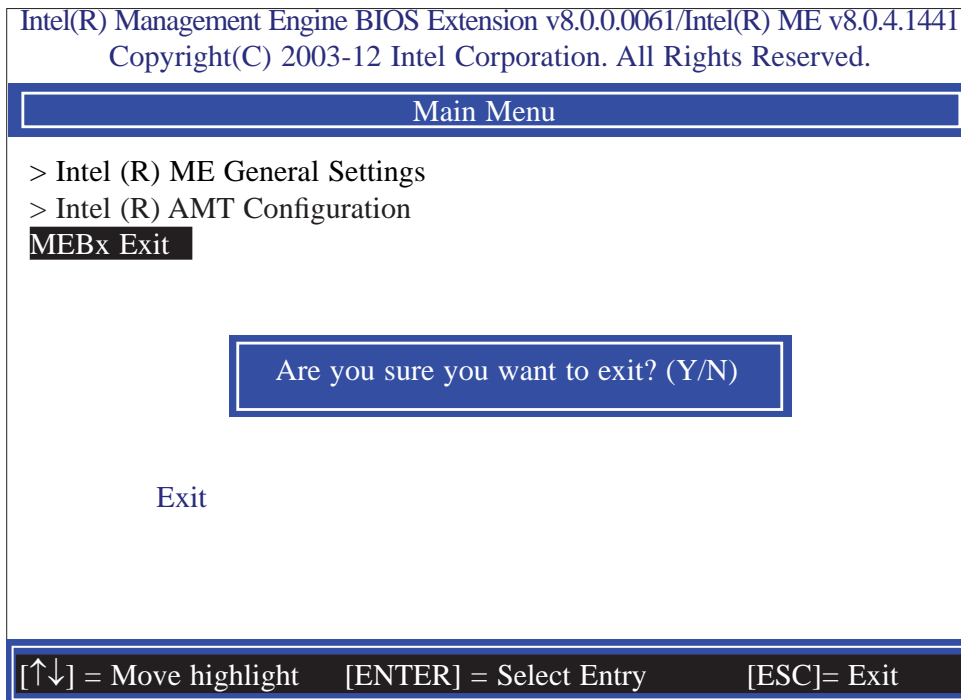 Intel(R) Management Engine BIOS Extension v8.0.0.0061/Intel(R) ME v8.0.4.1441
Copyright(C) 2003-12 Intel Corporation. All Rights Reserved.
Main Menu
> Intel (R) ME General Settings
> Intel (R) AMT Configuration
MEBx Exit
Are you sure you want to exit? (Y/N)
Exit
[↑↓] = Move highlight [ENTER] = Select Entry [ESC]= Exit